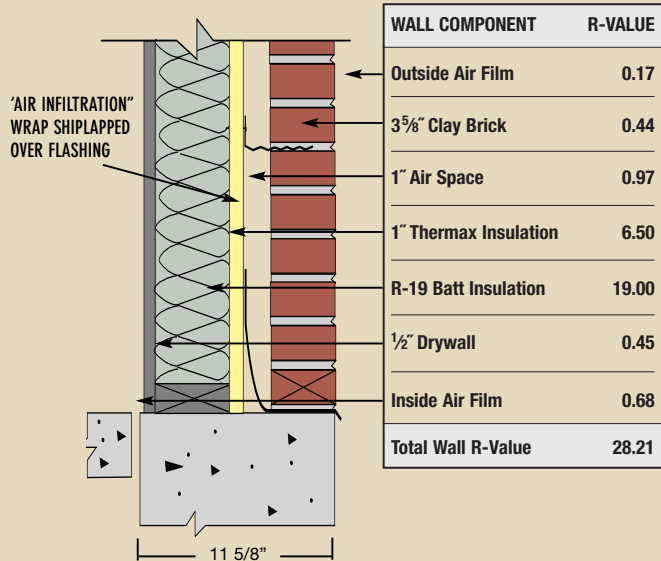 'AIR INFILTRATION"
WRAP SHIPLAPPED
OVER FLASHING
WALL COMPONENT R-VALUE
Outside Air Film 0.17
3⅝" Clay Brick 0.44
1" Air Space 0.97
1" Thermax Insulation 6.50
R-19 Batt Insulation 19.00
½" Drywall 0.45
Inside Air Film 0.68
Total Wall R-Value 28.21
11 5/8"